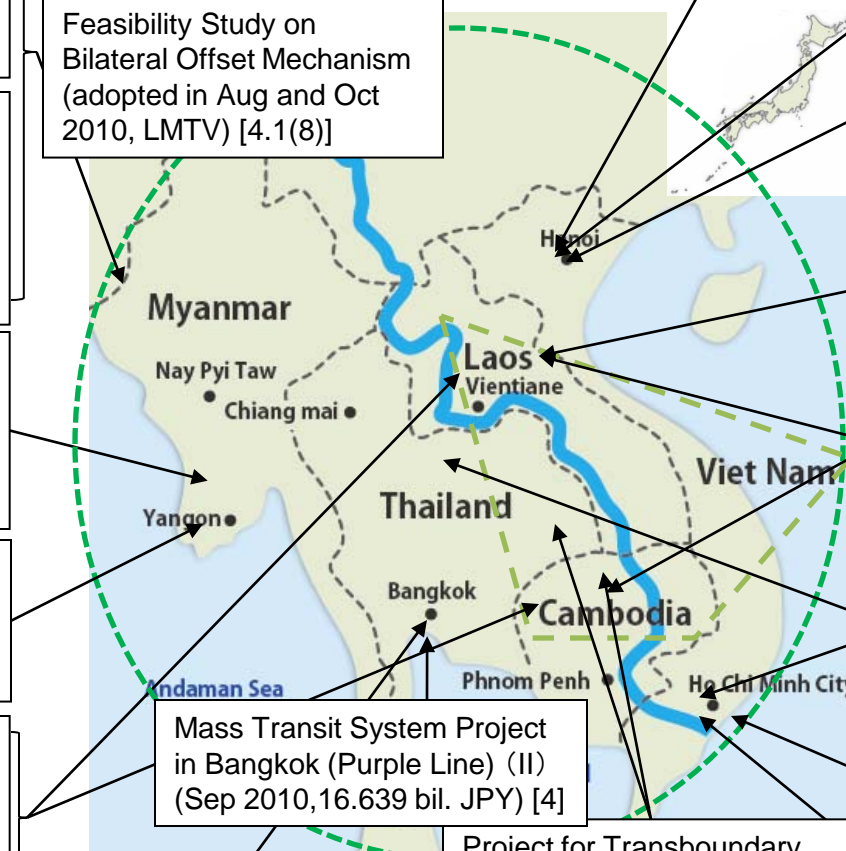 Feasibility Study on
Bilateral Offset Mechanism
(adopted in Aug and Oct
2010, LMTV) [4.1(8)]
Hanoi
Myanmar
Laos
Nay Pyi Taw
Vientiane
Chiang mai
Viet Nam
Thailand
Yangon
Bangkok
Cambodia
Phnom Penh
Ho Chi Minh City
Andaman Sea
Mass Transit System Project
in Bangkok (Purple Line)（II）
(Sep 2010,16.639 bil. JPY) [4]
Project for Transboundary